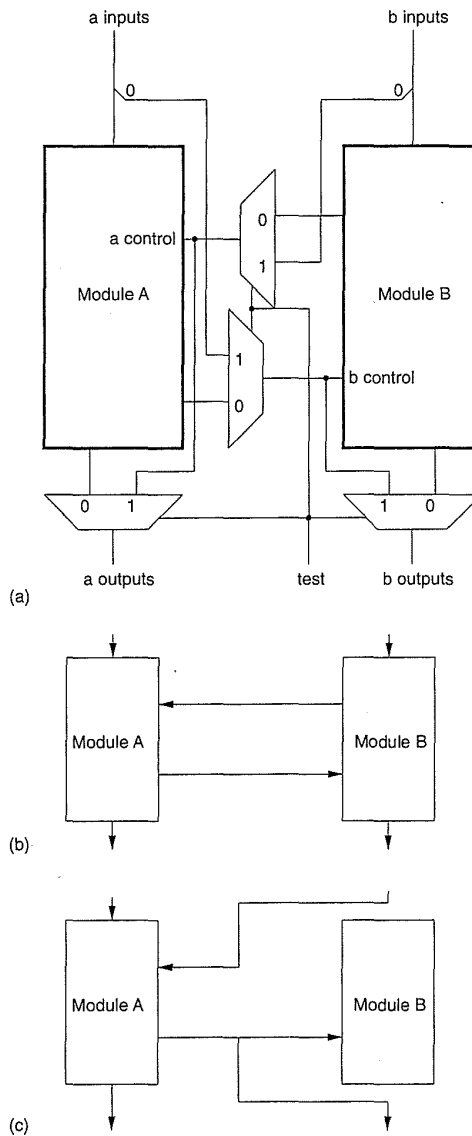 a inputs
b inputs
0
0
a control
0
1
Module A
Module B
1
0
b control
0 1
1 0
a outputs
test
b outputs
(a)
Module A
Module B
(b)
Module A
Module B
(c)